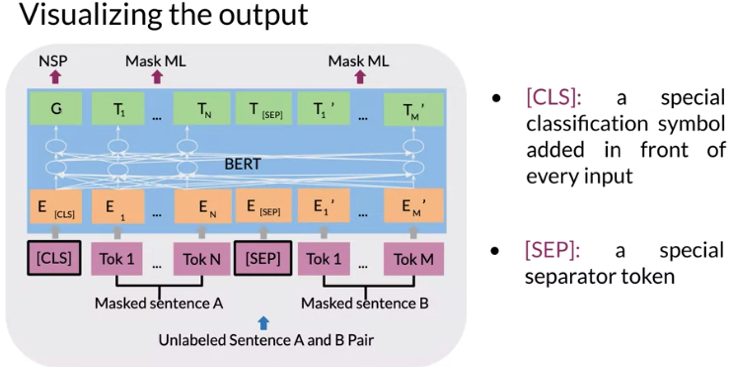 Visualizing the output
NSP Mask ML Mask ML
G T1 ... TN T[SEP] T1' ... TM'
BERT
E[CLS] E1 ... EN E[SEP] E1' ... EM'
[CLS] Tok 1 ... Tok N [SEP] Tok 1 ... Tok M
Masked sentence A Masked sentence B
Unlabeled Sentence A and B Pair
• [CLS]: a special
classification symbol
added in front of
every input
• [SEP]: a special
separator token